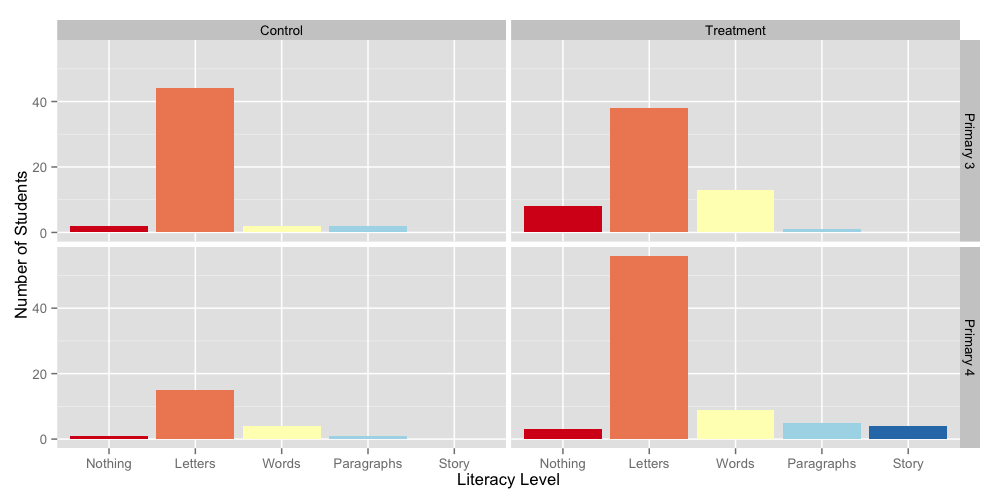 Control
Treatment
40
20
0
Primary 3
40
20
0
Primary 4
Number of Students
Nothing
Letters
Words
Paragraphs
Story
Nothing
Letters
Words
Paragraphs
Story
Literacy Level